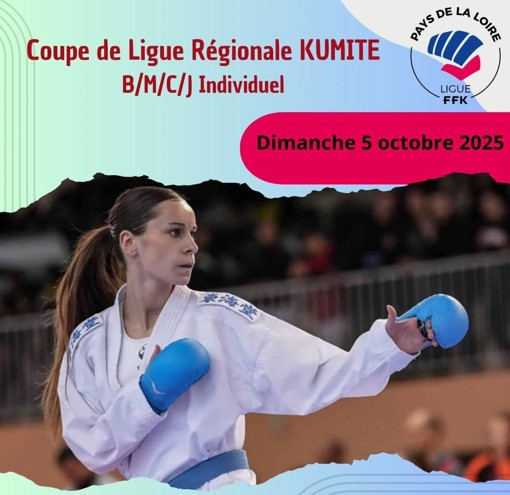 Coupe de Ligue Régionale KUMITE
B/M/C/J Individuel
PAYS DE LA LOIRE
LIGUE
FFK
Dimanche 5 octobre 2025